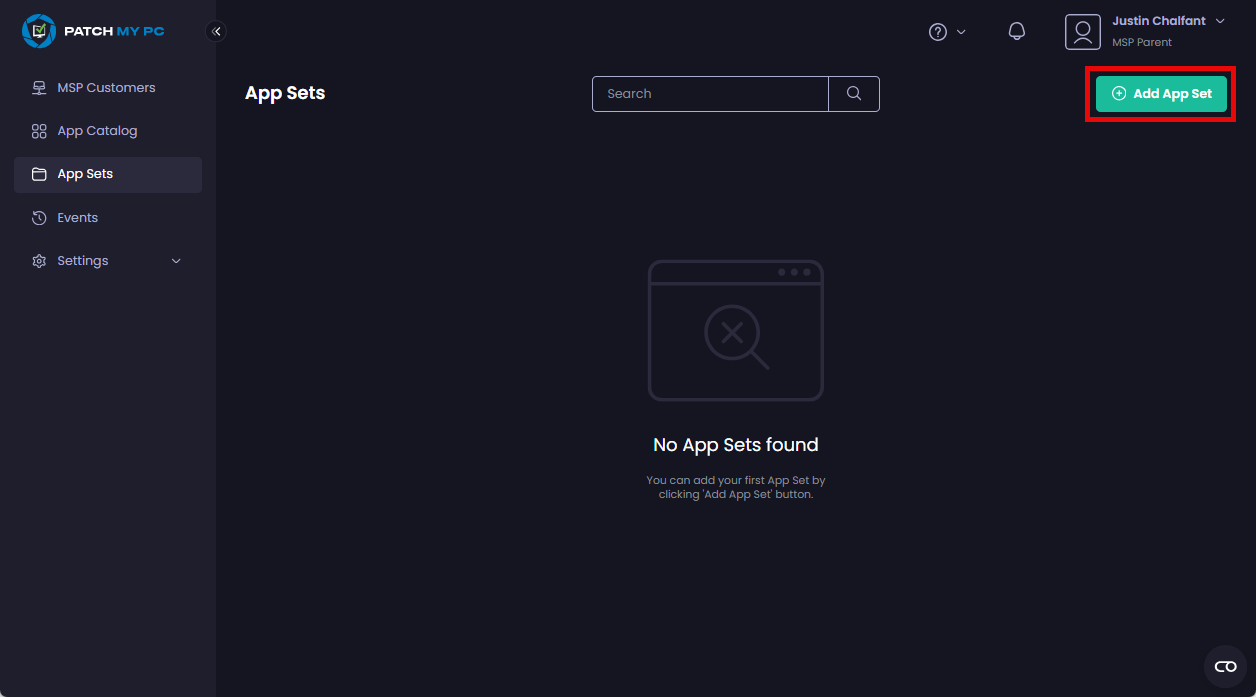 PATCH MY PC
Justin Chalfant
MSP Parent
MSP Customers
App Catalog
App Sets
Events
Settings
App Sets
Search
Add App Set
No App Sets found
You can add your first App Set by
clicking 'Add App Set' button.